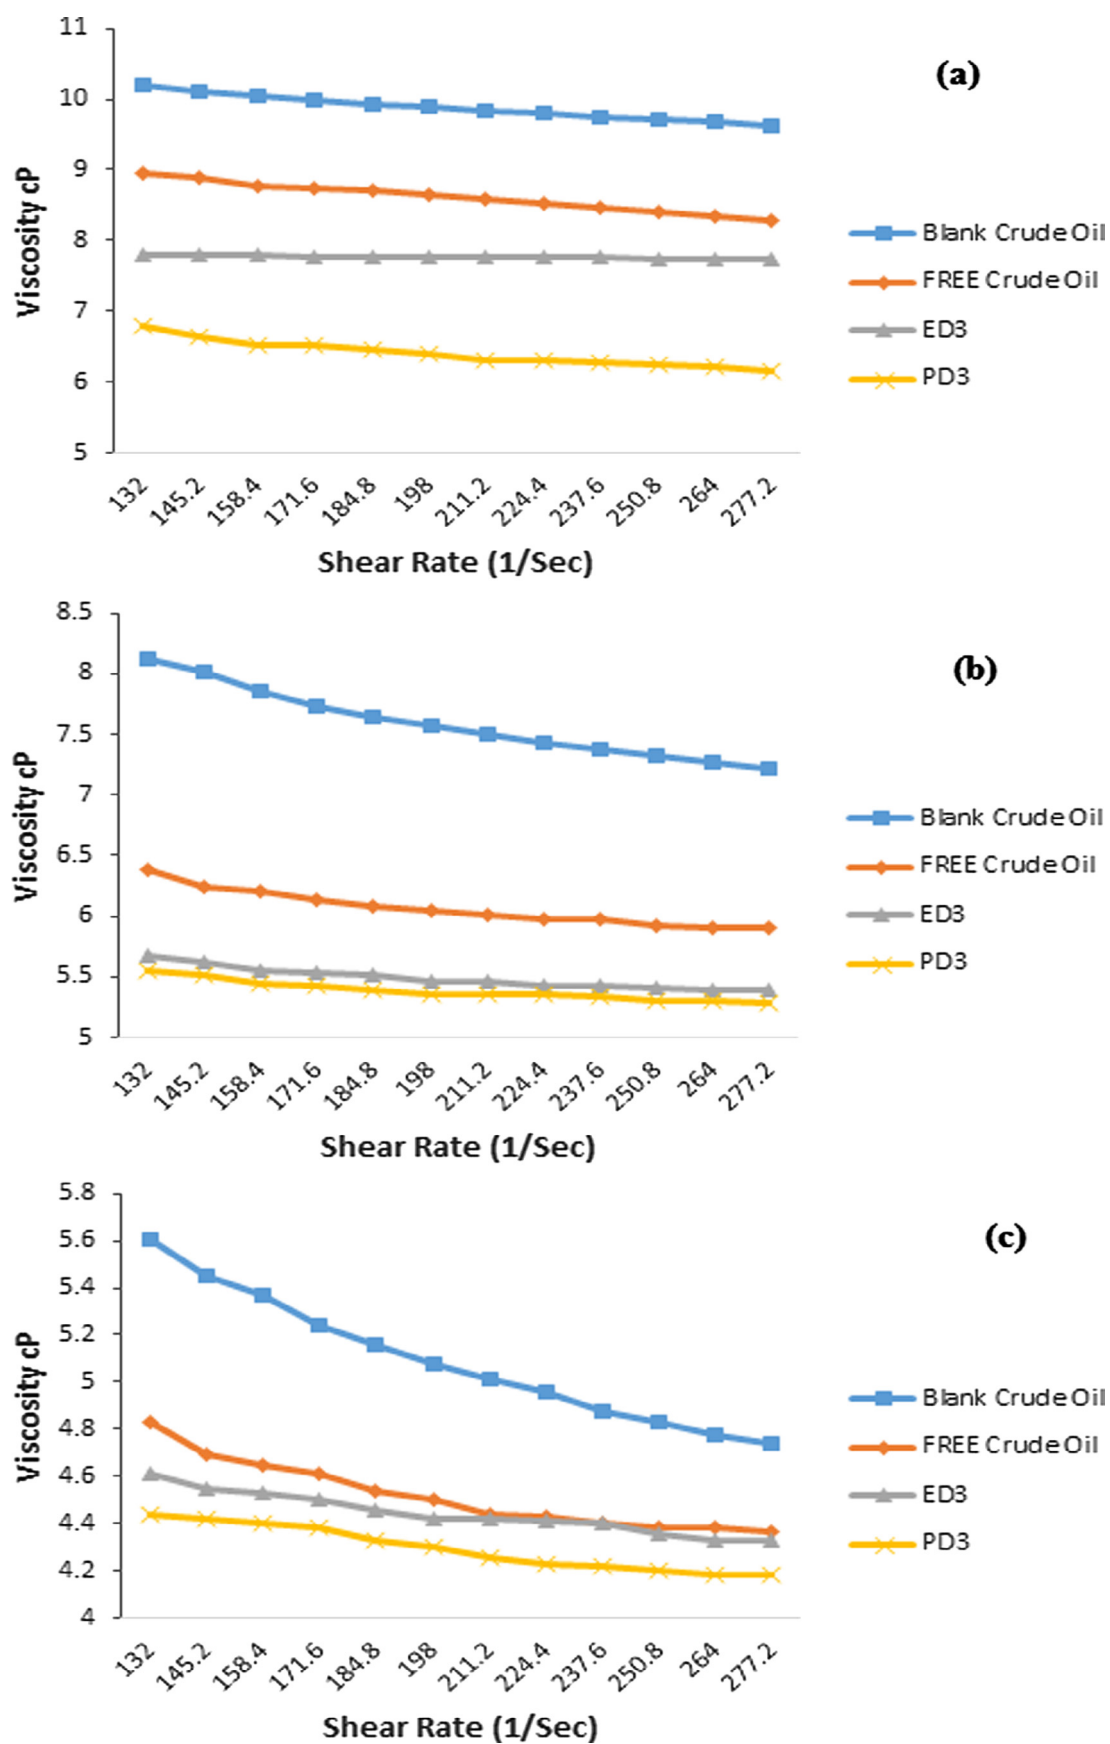 (a)
Viscosity cP
11
10
9
8
7
6
5
132 145.2 158.4 171.6 184.8 198 211.2 224.4 237.6 250.8 264 277.2
Shear Rate (1/Sec)
Blank Crude Oil
FREE Crude Oil
ED3
PD3
(b)
Viscosity cP
8.5
8
7.5
7
6.5
6
5.5
5
132 145.2 158.4 171.6 184.8 198 211.2 224.4 237.6 250.8 264 277.2
Shear Rate (1/Sec)
Blank Crude Oil
FREE Crude Oil
ED3
PD3
(c)
Viscosity cP
5.8
5.6
5.4
5.2
5
4.8
4.6
4.4
4.2
4
132 145.2 158.4 171.6 184.8 198 211.2 224.4 237.6 250.8 264 277.2
Shear Rate (1/Sec)
Blank Crude Oil
FREE Crude Oil
ED3
PD3